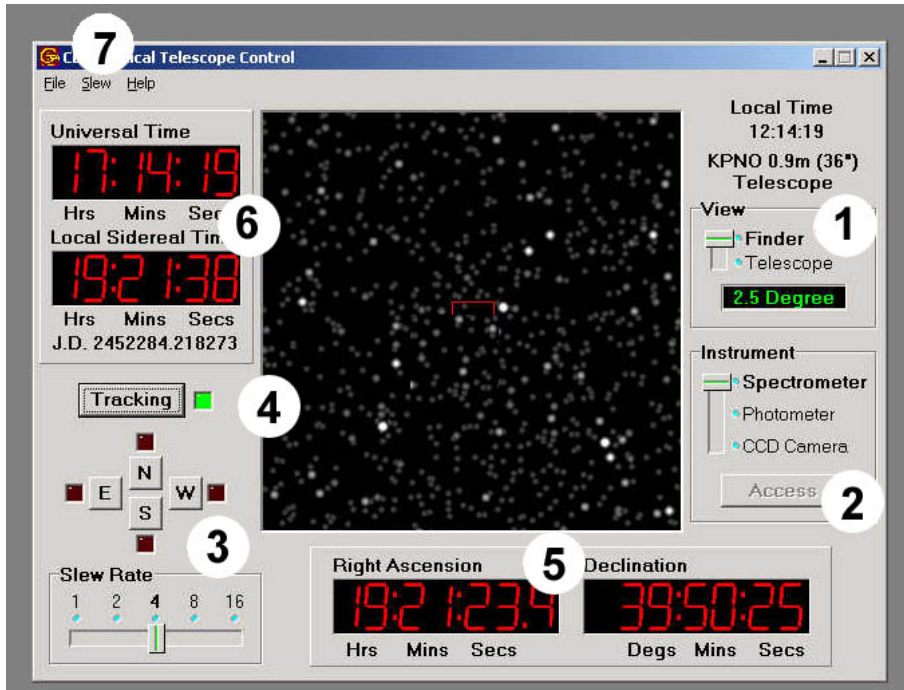 7
ical Telescope Control
File Slew Help
Universal Time
17:14:19
Hrs Mins
6
Local Sidereal
19:21:38
Hrs Mins Secs
J.D. 2452284.218273
Tracking
4
N
E W
S
3
Slew Rate
1 2 4 8 16
Local Time
12:14:19
KPNO 0.9m (36")
Telescope
View
1
Finder
Telescope
2.5 Degree
Instrument
Spectrometer
Photometer
CCD Camera
Access
2
5
Right Ascension Declination
19:21:23.4 39:50:25
Hrs Mins Secs Degs Mins Secs